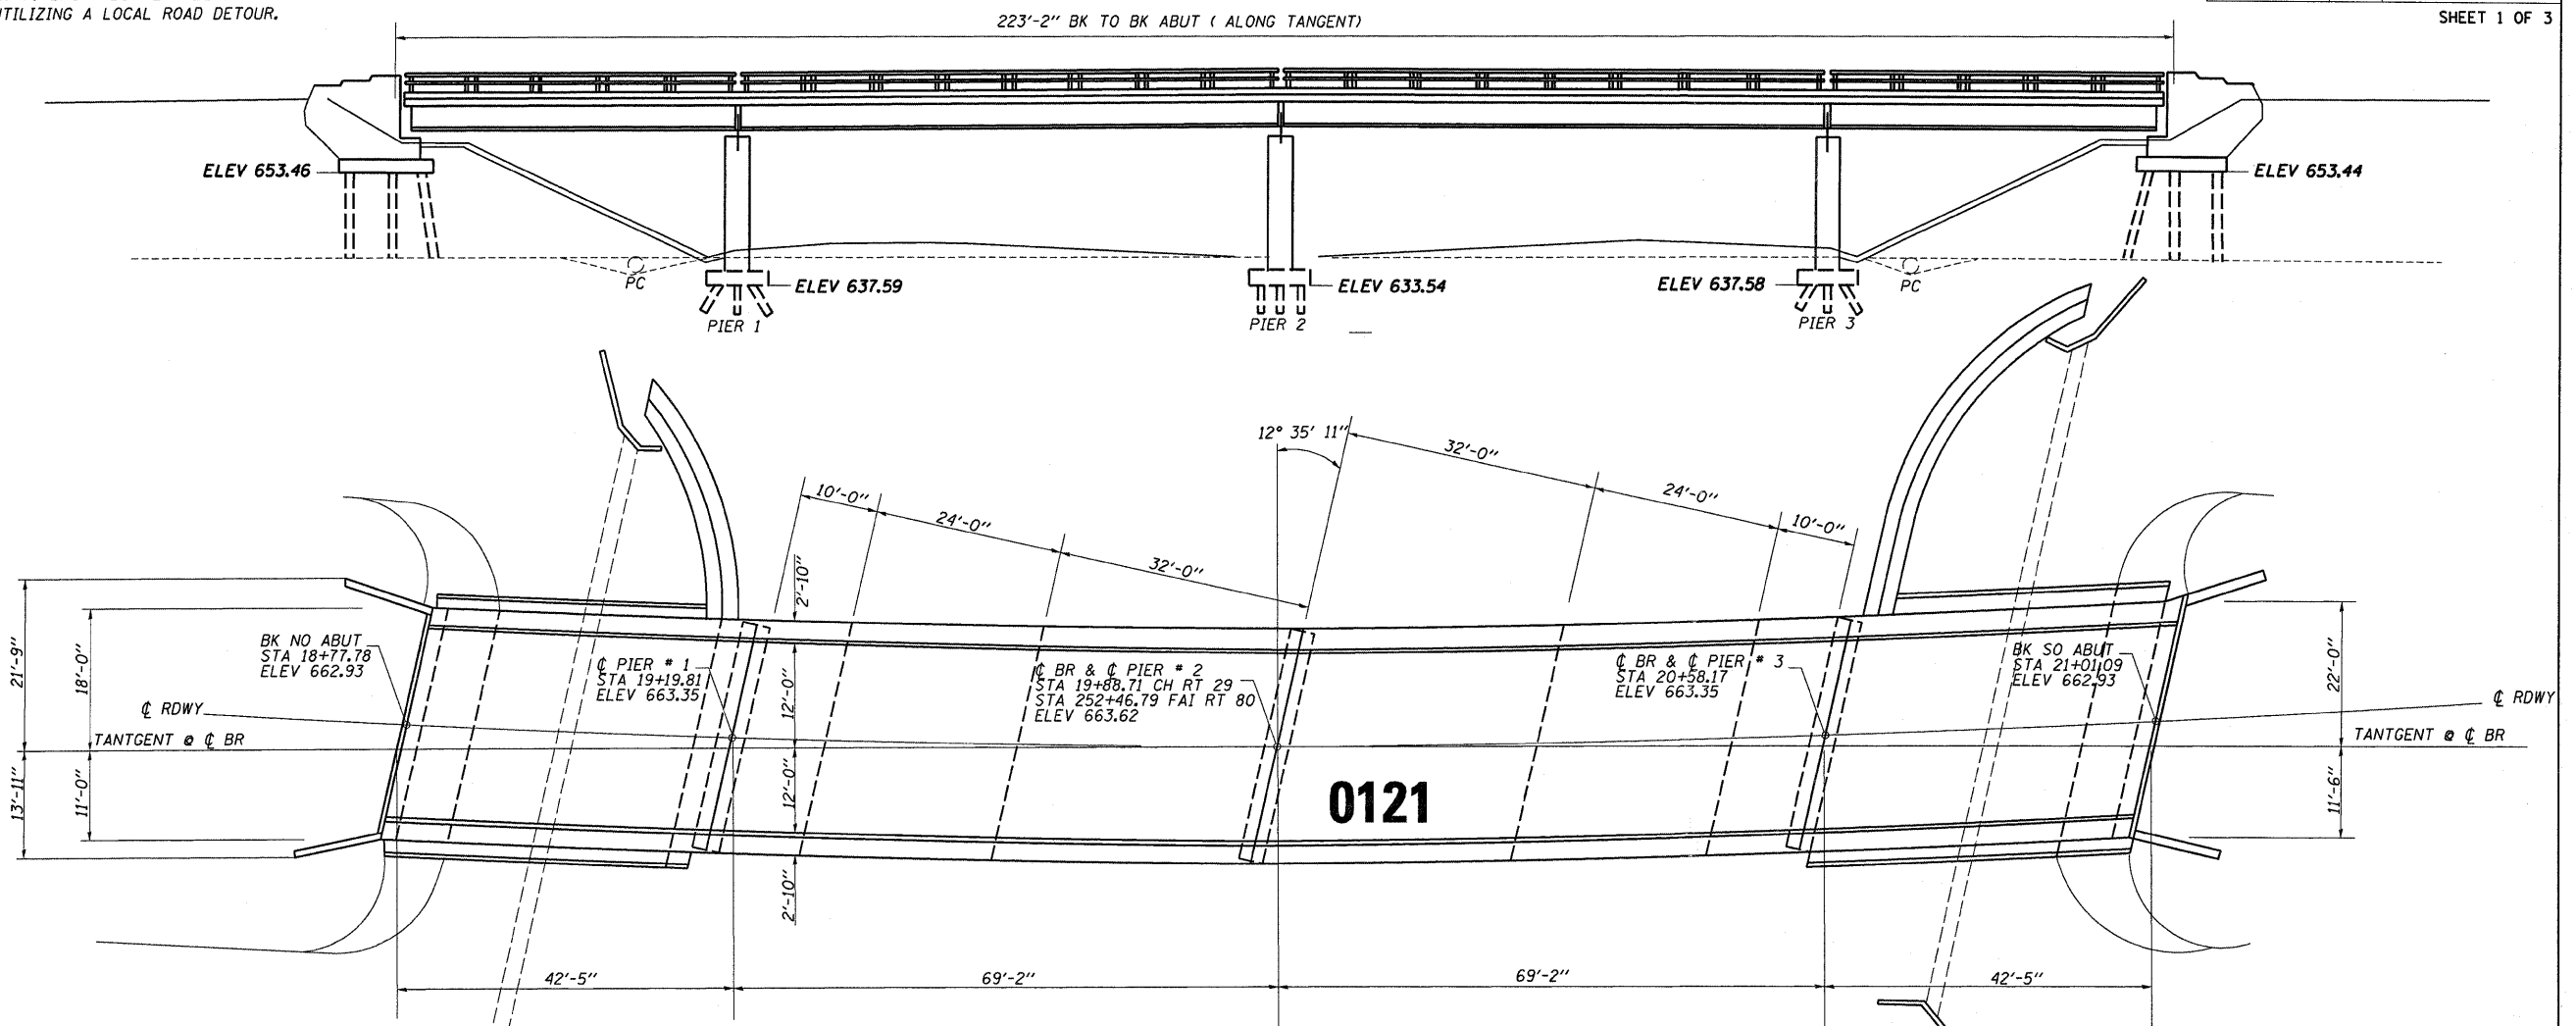 UTILIZING A LOCAL ROAD DETOUR.
SHEET 1 OF 3
223'-2" BK TO BK ABUT ( ALONG TANGENT)
ELEV 653.46
ELEV 653.44
PC
PC
ELEV 637.59
ELEV 633.54
ELEV 637.58
PIER 1
PIER 2
PIER 3
12° 35' 11"
32'-0"
24'-0"
10'-0"
10'-0"
24'-0"
32'-0"
2'-10"
21'-9"
18'-0"
BK NO ABUT
STA 18+77.78
ELEV 662.93
℄ PIER # 1
STA 19+19.81
ELEV 663.35
12'-0"
℄ BR & ℄ PIER # 2
STA 19+88.71 CH RT 29
STA 252+46.79 FAI RT 80
ELEV 663.62
℄ BR & ℄ PIER # 3
STA 20+58.17
ELEV 663.35
BK SO ABUT
STA 21+01.09
ELEV 662.93
22'-0"
℄ RDWY
℄ RDWY
TANTGENT @ ℄ BR
TANTGENT @ ℄ BR
13'-11"
11'-0"
12'-0"
0121
11'-6"
2'-10"
42'-5"
69'-2"
69'-2"
42'-5"